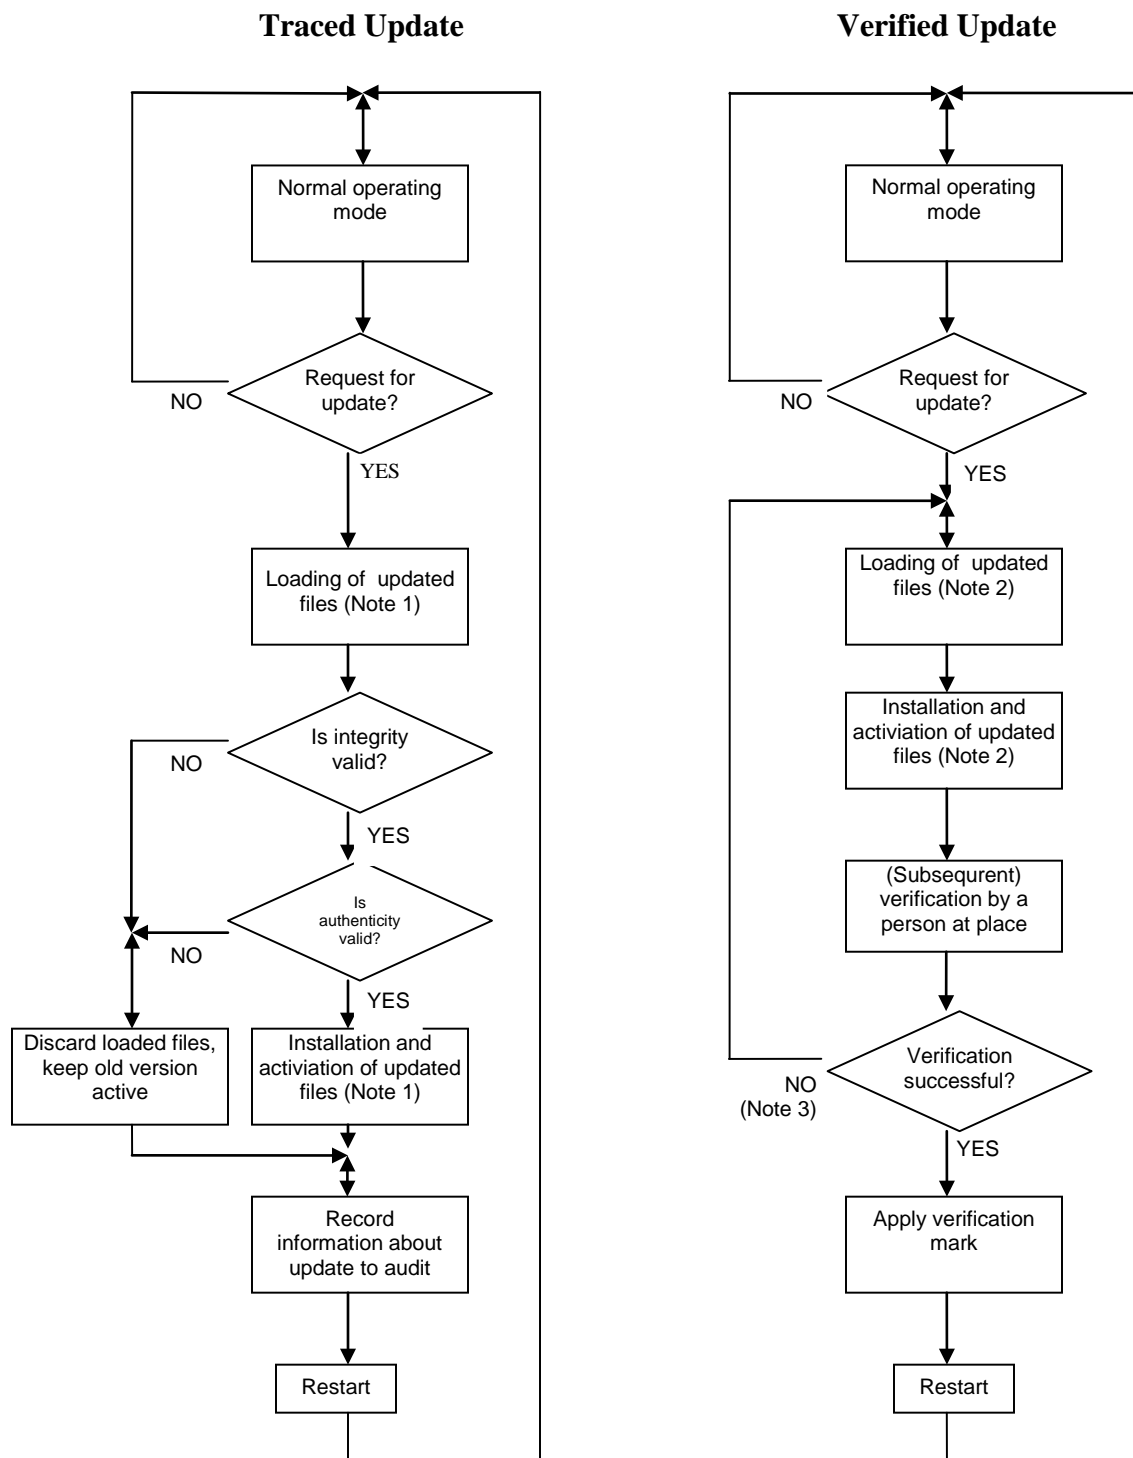 Traced Update
Normal operating
mode
Request for
update?
NO
YES
Loading of updated
files (Note 1)
Is integrity
valid?
NO
YES
Is
authenticity
valid?
NO
YES
Discard loaded files,
keep old version
active
Installation and
activiation of updated
files (Note 1)
Record
information about
update to audit
Restart
Verified Update
Normal operating
mode
Request for
update?
NO
YES
Loading of updated
files (Note 2)
Installation and
activiation of updated
files (Note 2)
(Subsequrent)
verification by a
person at place
Verification
successful?
NO
(Note 3)
YES
Apply verification
mark
Restart